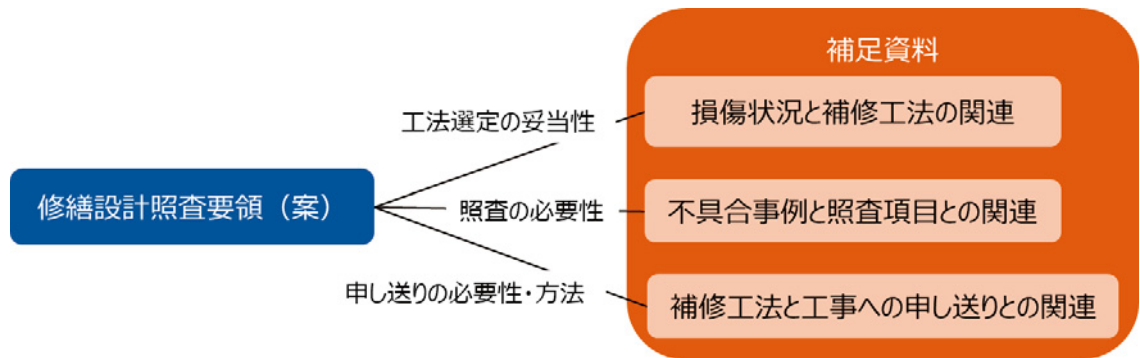 補足資料
工法選定の妥当性
損傷状況と補修工法の関連
修繕設計照査要領（案）
照査の必要性
不具合事例と照査項目との関連
申し送りの必要性・方法
補修工法と工事への申し送りとの関連